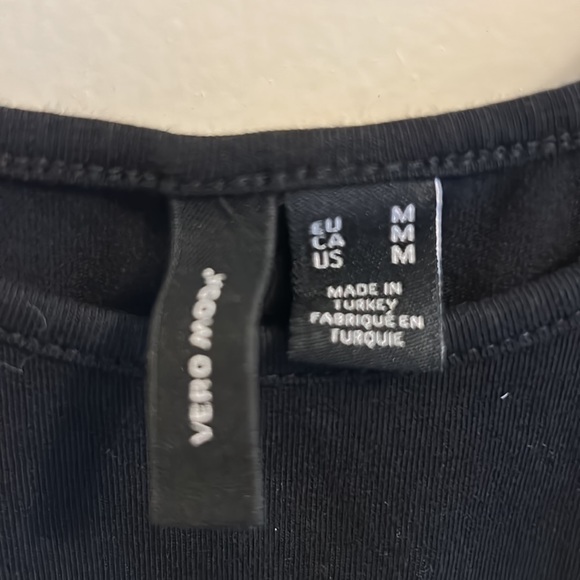 VERO MODA®
EU M
CA M
US M
MADE IN
TURKEY
FABRIQUÉ EN
TURQUIE